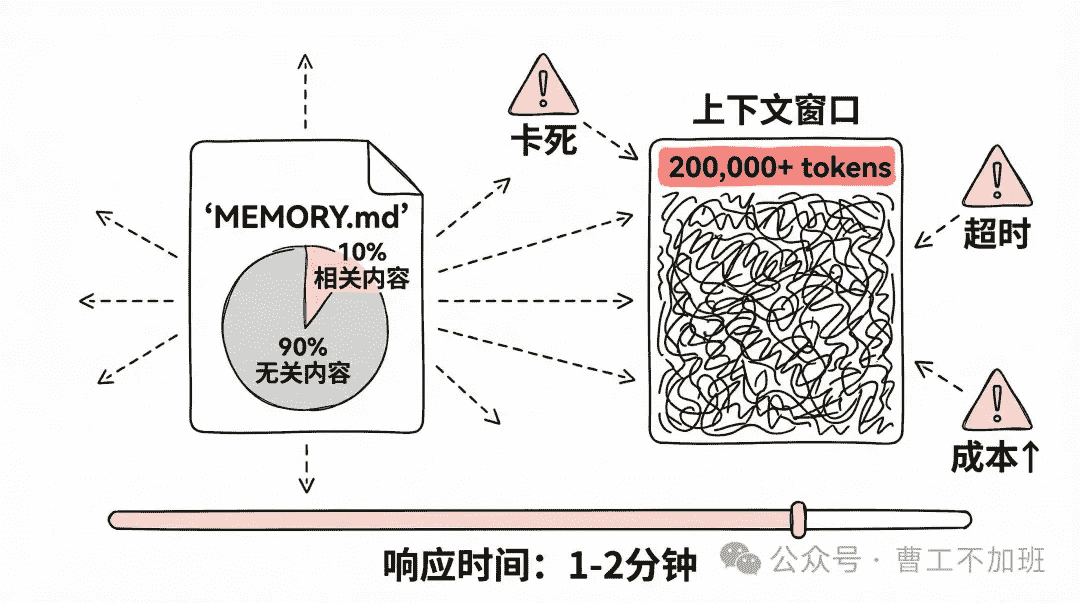 ‘MEMORY.md’
10%
相关内容
90%
无关内容
卡死
上下文窗口
200,000+ tokens
超时
成本↑
响应时间：1-2分钟
公众号 · 曹工不加班